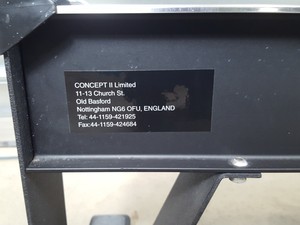 CONCEPT II Limited
11-13 Church St.
Old Basford
Nottingham NG6 OFU, ENGLAND
Tel: 44-1159-421925
Fax:44-1159-424684